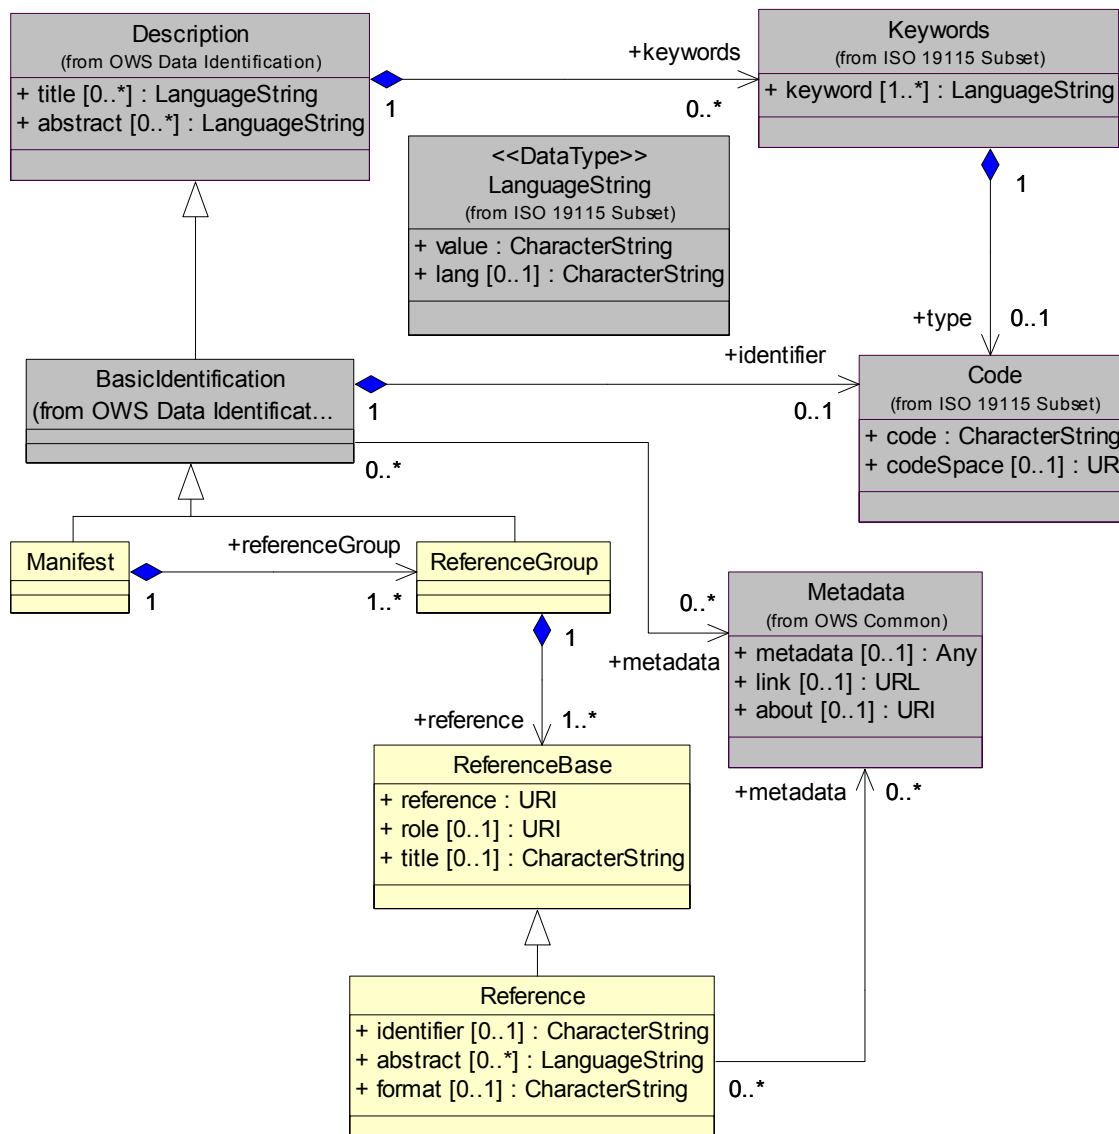 Description
(from OWS Data Identification)
+ title [0..*] : LanguageString
+ abstract [0..*] : LanguageString
1
+keywords
0..*
Keywords
(from ISO 19115 Subset)
+ keyword [1..*] : LanguageString
1
<<DataType>>
LanguageString
(from ISO 19115 Subset)
+ value : CharacterString
+ lang [0..1] : CharacterString
+type
0..1
BasicIdentification
(from OWS Data Identificat...
1
+identifier
0..1
Code
(from ISO 19115 Subset)
+ code : CharacterString
+ codeSpace [0..1] : UR
0..*
Manifest
1
+referenceGroup
1..*
ReferenceGroup
1
0..*
+metadata
Metadata
(from OWS Common)
+ metadata [0..1] : Any
+ link [0..1] : URL
+ about [0..1] : URI
+reference
1..*
ReferenceBase
+ reference : URI
+ role [0..1] : URI
+ title [0..1] : CharacterString
+metadata
0..*
Reference
+ identifier [0..1] : CharacterString
+ abstract [0..*] : LanguageString
+ format [0..1] : CharacterString
0..*